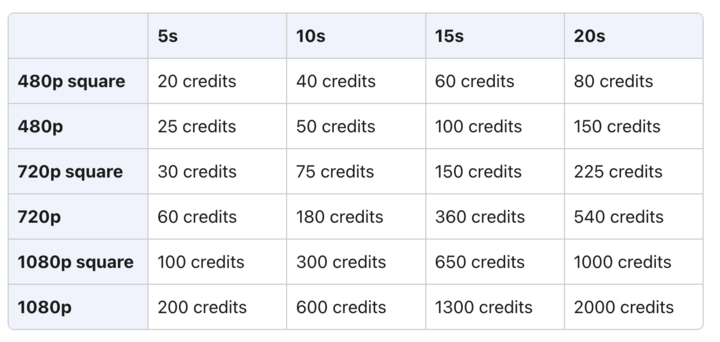 5s 10s 15s 20s
480p square 20 credits 40 credits 60 credits 80 credits
480p 25 credits 50 credits 100 credits 150 credits
720p square 30 credits 75 credits 150 credits 225 credits
720p 60 credits 180 credits 360 credits 540 credits
1080p square 100 credits 300 credits 650 credits 1000 credits
1080p 200 credits 600 credits 1300 credits 2000 credits